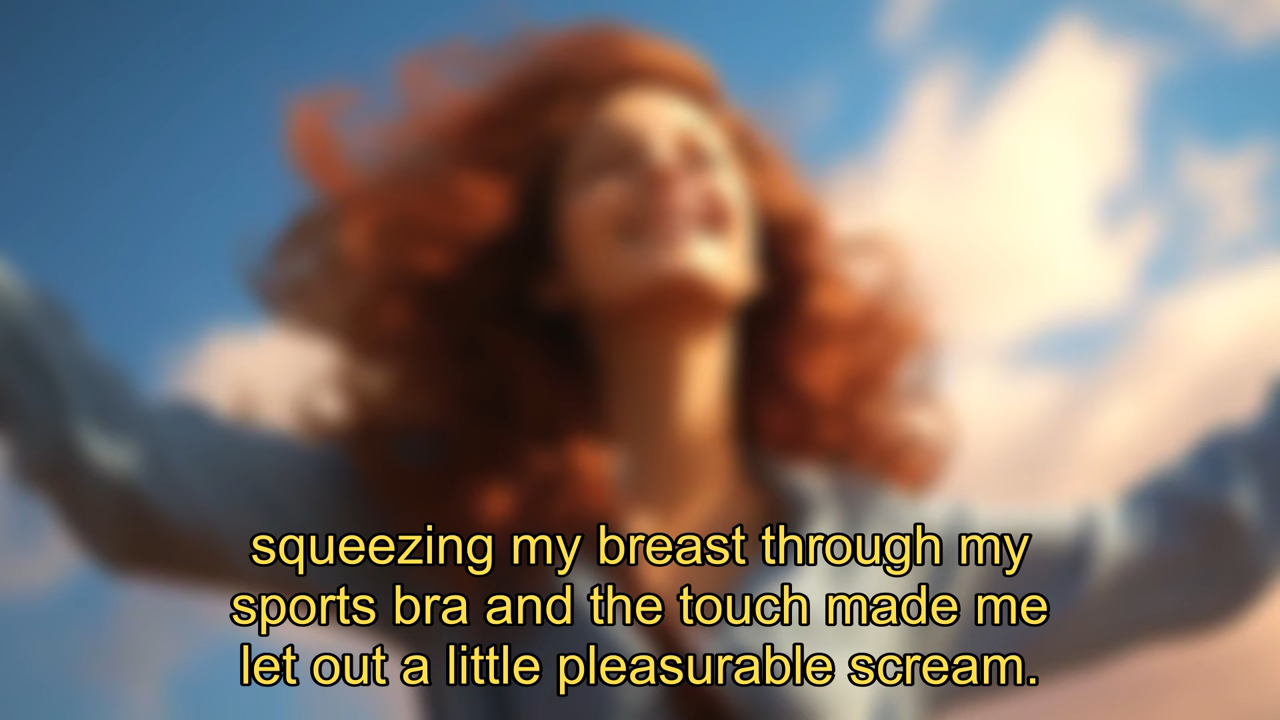 squeezing my breast through my
sports bra and the touch made me
let out a little pleasurable scream.